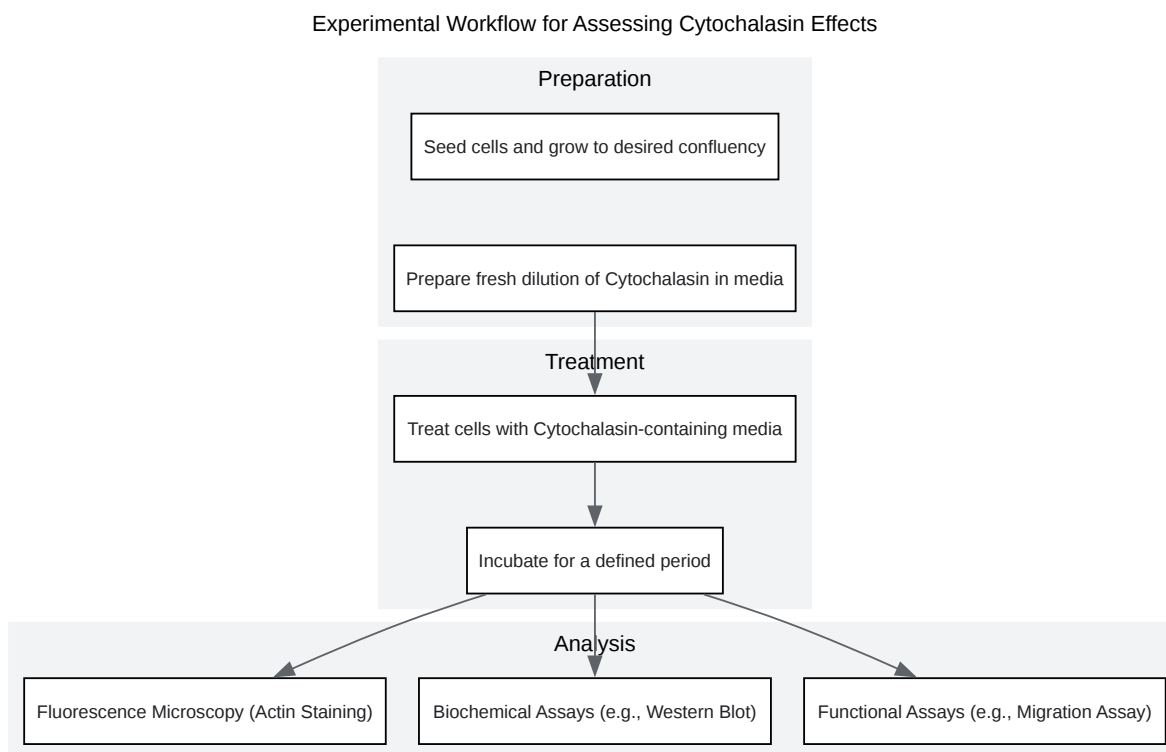 Experimental Workflow for Assessing Cytochalasin Effects
Preparation
Seed cells and grow to desired confluency
Prepare fresh dilution of Cytochalasin in media
Treatment
Treat cells with Cytochalasin-containing media
Incubate for a defined period
Analysis
Fluorescence Microscopy (Actin Staining)
Biochemical Assays (e.g., Western Blot)
Functional Assays (e.g., Migration Assay)